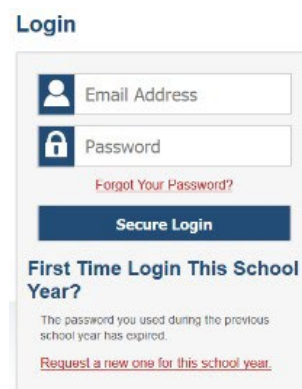 Login
Email Address
Password
Forgot Your Password?
Secure Login
First Time Login This School
Year?
The password you used during the previous
school year has expired.
Request a new one for this school year.